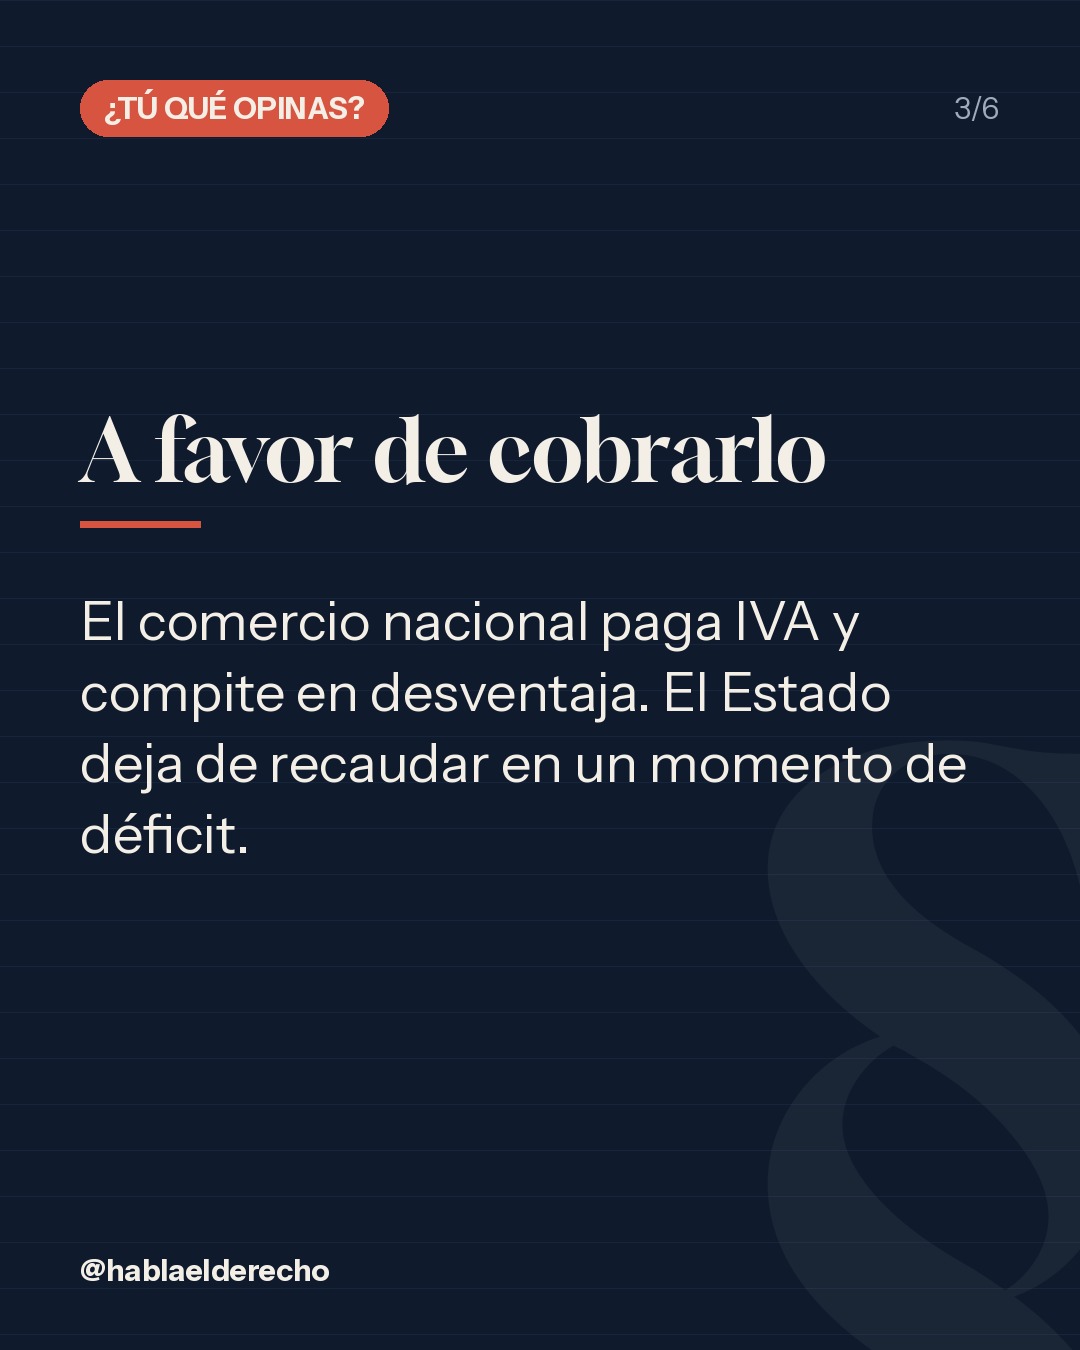 ¿TÚ QUÉ OPINAS?
3/6
A favor de cobrarlo
El comercio nacional paga IVA y
compite en desventaja. El Estado
deja de recaudar en un momento de
déficit.
§
@hablaelderecho